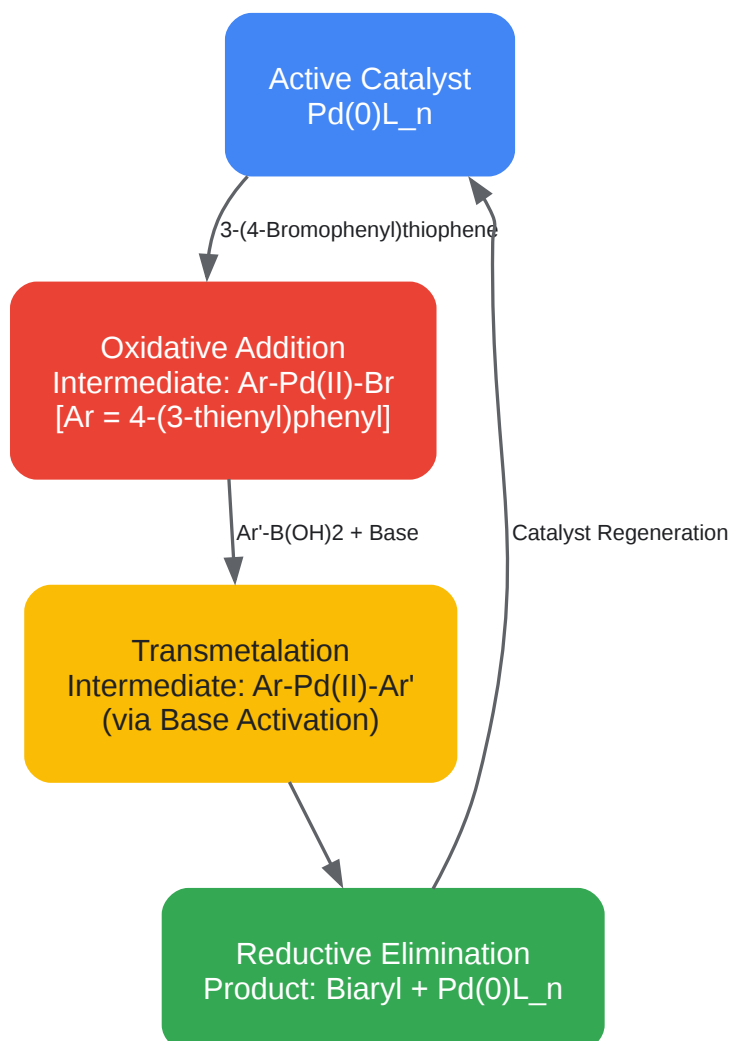 Active Catalyst
Pd(0)L_n
3-(4-Bromophenyl)thiophene
Oxidative Addition
Intermediate: Ar-Pd(II)-Br
[Ar = 4-(3-thienyl)phenyl]
Ar'-B(OH)2 + Base
Catalyst Regeneration
Transmetalation
Intermediate: Ar-Pd(II)-Ar'
(via Base Activation)
Reductive Elimination
Product: Biaryl + Pd(0)L_n